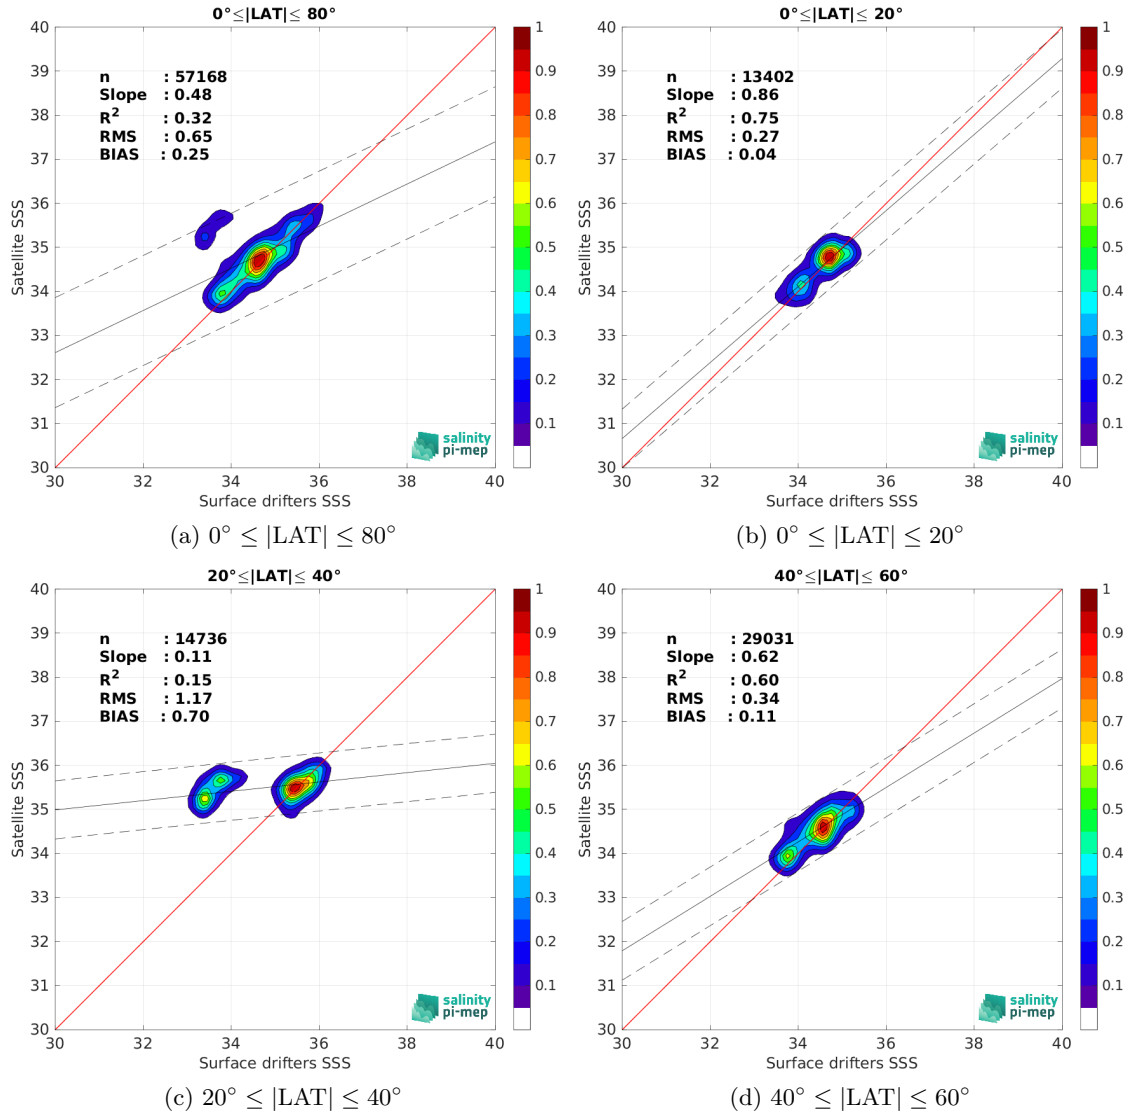 0°≤|LAT|≤ 80°
n : 57168
Slope : 0.48
R² : 0.32
RMS : 0.65
BIAS : 0.25
40
39
38
37
36
35
34
33
32
31
30
30 32 34 36 38 40
Satellite SSS
Surface drifters SSS
1
0.9
0.8
0.7
0.6
0.5
0.4
0.3
0.2
0.1
salinity
pi-mep
(a) 0° ≤ |LAT| ≤ 80°
0°≤|LAT|≤ 20°
n : 13402
Slope : 0.86
R² : 0.75
RMS : 0.27
BIAS : 0.04
40
39
38
37
36
35
34
33
32
31
30
30 32 34 36 38 40
Satellite SSS
Surface drifters SSS
1
0.9
0.8
0.7
0.6
0.5
0.4
0.3
0.2
0.1
salinity
pi-mep
(b) 0° ≤ |LAT| ≤ 20°
20°≤|LAT|≤ 40°
n : 14736
Slope : 0.11
R² : 0.15
RMS : 1.17
BIAS : 0.70
40
39
38
37
36
35
34
33
32
31
30
30 32 34 36 38 40
Satellite SSS
Surface drifters SSS
1
0.9
0.8
0.7
0.6
0.5
0.4
0.3
0.2
0.1
salinity
pi-mep
(c) 20° ≤ |LAT| ≤ 40°
40°≤|LAT|≤ 60°
n : 29031
Slope : 0.62
R² : 0.60
RMS : 0.34
BIAS : 0.11
40
39
38
37
36
35
34
33
32
31
30
30 32 34 36 38 40
Satellite SSS
Surface drifters SSS
1
0.9
0.8
0.7
0.6
0.5
0.4
0.3
0.2
0.1
salinity
pi-mep
(d) 40° ≤ |LAT| ≤ 60°